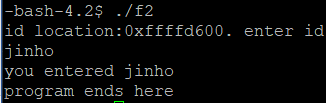 -bash-4.2$ ./f2
id location:0xffffd600. enter id
jinho
you entered jinho
program ends here